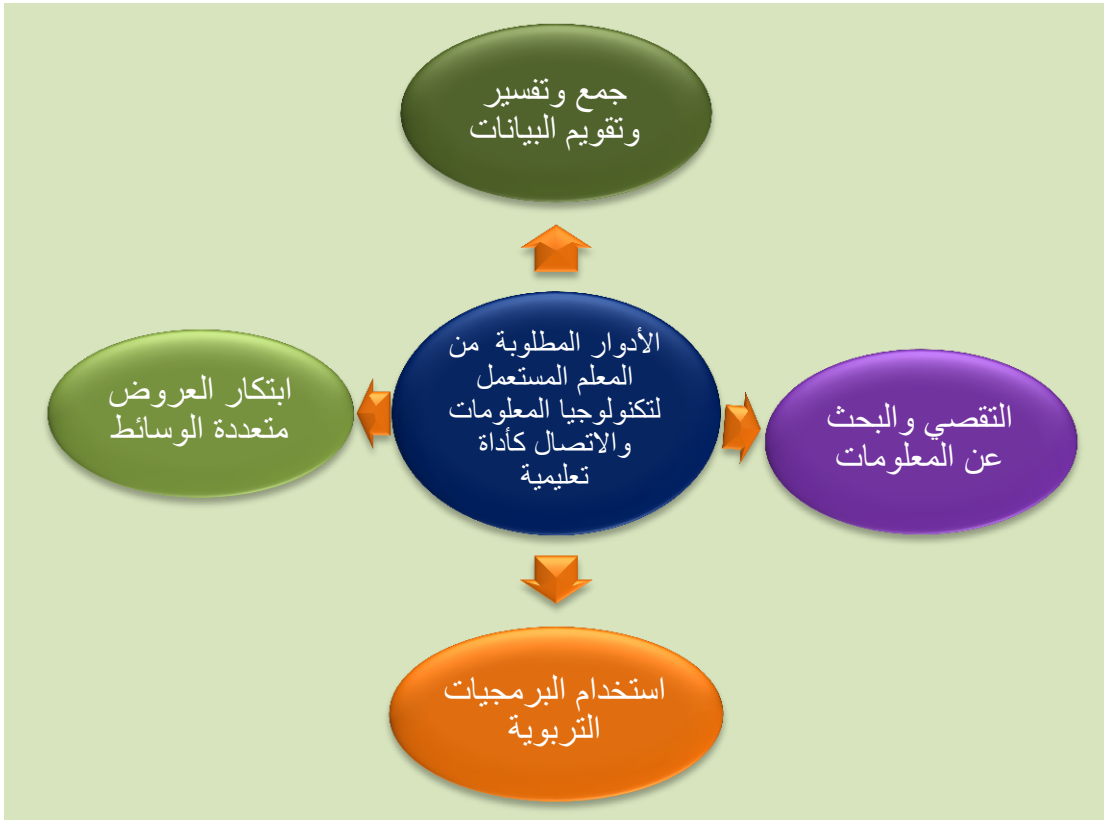 جمع وتفسير
وتقويم البيانات
الأدوار المطلوبة من
المعلم المستعمل
لتكنولوجيا المعلومات
والاتصال كأداة
تعليمية
التقصي والبحث
عن المعلومات
ابتكار العروض
متعددة الوسائط
استخدام البرمجيات
التربوية